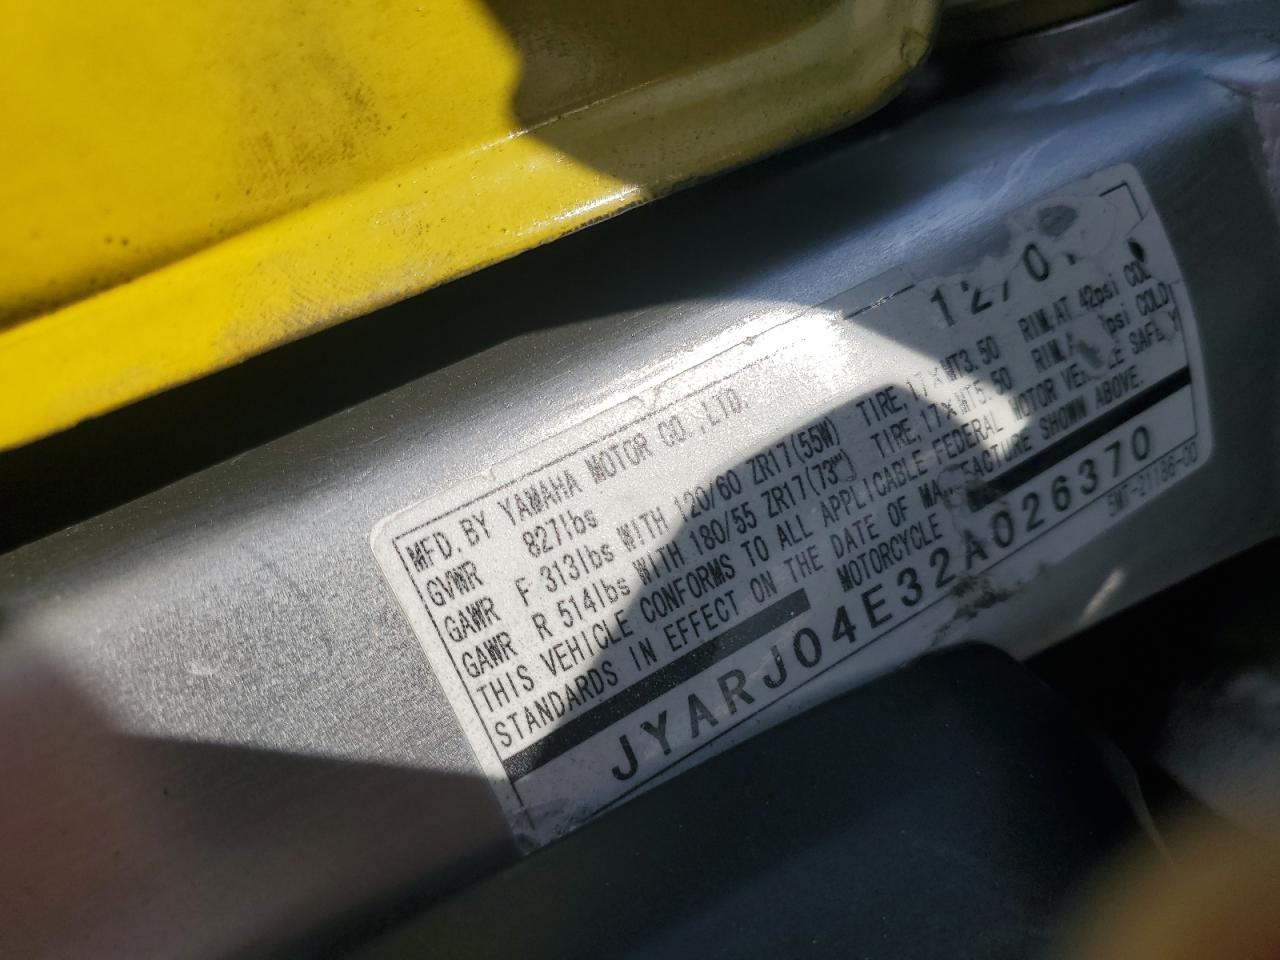 12/0
MFD. BY YAMAHA MOTOR CO., LTD.
GVWR 827lbs
GAWR F 313lbs WITH 120/60 ZR17(55W) TIRE, 17×MT3.50 RIM, AT 42psi COL
GAWR R 514lbs WITH 180/55 ZR17(73W) TIRE, 17×MT5.50 RIM, psi COLD
THIS VEHICLE CONFORMS TO ALL APPLICABLE FEDERAL MOTOR VEHICLE SAFETY
STANDARDS IN EFFECT ON THE DATE OF MANUFACTURE SHOWN ABOVE.
MOTORCYCLE
JYARJ04E32A026370
5MT-21186-00